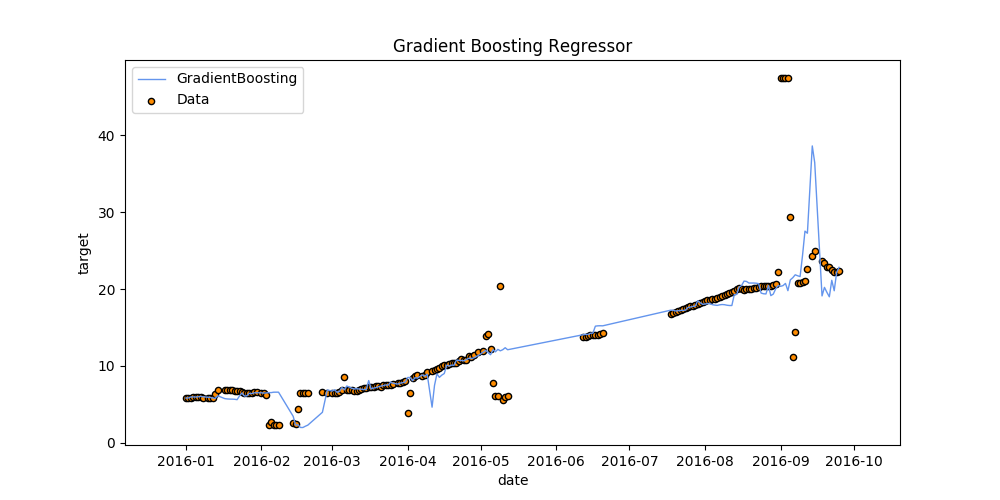 Gradient Boosting Regressor
GradientBoosting
Data
40
30
20
10
0
target
2016-01 2016-02 2016-03 2016-04 2016-05 2016-06 2016-07 2016-08 2016-09 2016-10
date